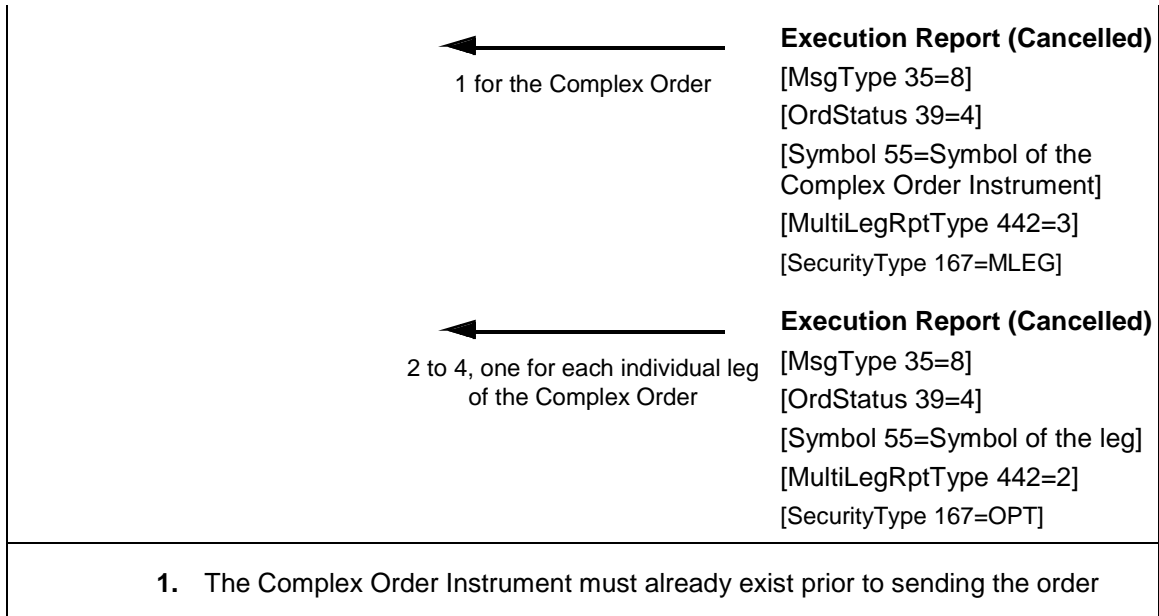 Execution Report (Cancelled)
1 for the Complex Order
[MsgType 35=8]
[OrdStatus 39=4]
[Symbol 55=Symbol of the
Complex Order Instrument]
[MultiLegRptType 442=3]
[SecurityType 167=MLEG]
Execution Report (Cancelled)
2 to 4, one for each individual leg
of the Complex Order
[MsgType 35=8]
[OrdStatus 39=4]
[Symbol 55=Symbol of the leg]
[MultiLegRptType 442=2]
[SecurityType 167=OPT]
1. The Complex Order Instrument must already exist prior to sending the order